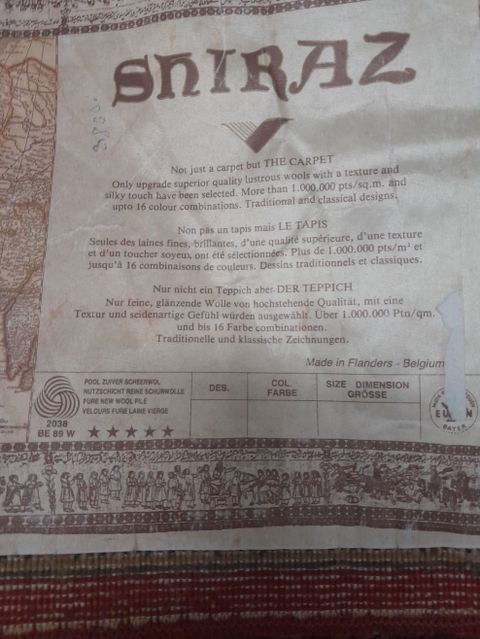 SHIRAZ
Not just a carpet but THE CARPET
Only upgrade superior quality lustrous wools with a texture and
silky touch have been selected. More than 1.000.000 pts/sq.m. and
upto 16 colour combinations. Traditional and classical designs.
Non pas un tapis mais LE TAPIS
Seules des laines fines, brillantes, d'une qualité supérieure, d'une texture
et d'un toucher soyeux ont été sélectionées. Plus de 1.000.000 pts/m² et
jusqu'à 16 combinaisons de couleurs. Dessins traditionnels et classiques.
Nur nicht ein Teppich aber DER TEPPICH
Nur feine, glänzende Wolle von hochstehende Qualität, mit eine
Textur und seidenartige Gefühl würden ausgewählt. Über 1.000.000 Ptn/qm.
und bis 16 Farbe combinationen.
Traditionelle und klassische Zeichnungen.
Made in Flanders - Belgium
POOL ZUIVER SCHEERWOL
NUTZSCHICHT REINE SCHURWOLLE
PURE NEW WOOL PILE
VELOURS PURE LAINE VIERGE
2038
BE 89 W ★ ★ ★ ★ ★
DES.
COL.
FARBE
SIZE DIMENSION
GRÖSSE
BAYER